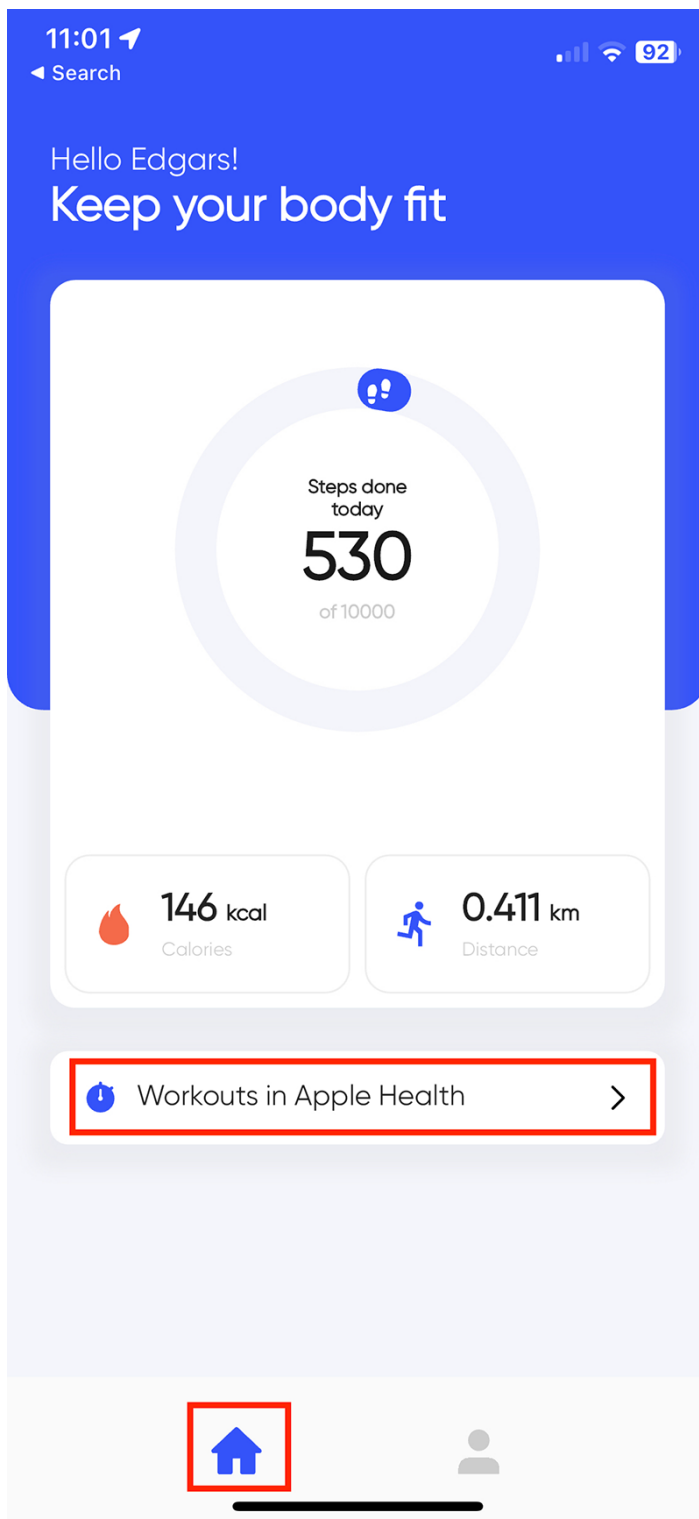 11:01
◀ Search
92
Hello Edgars!
Keep your body fit
Steps done
today
530
of 10000
146 kcal
Calories
0.411 km
Distance
Workouts in Apple Health